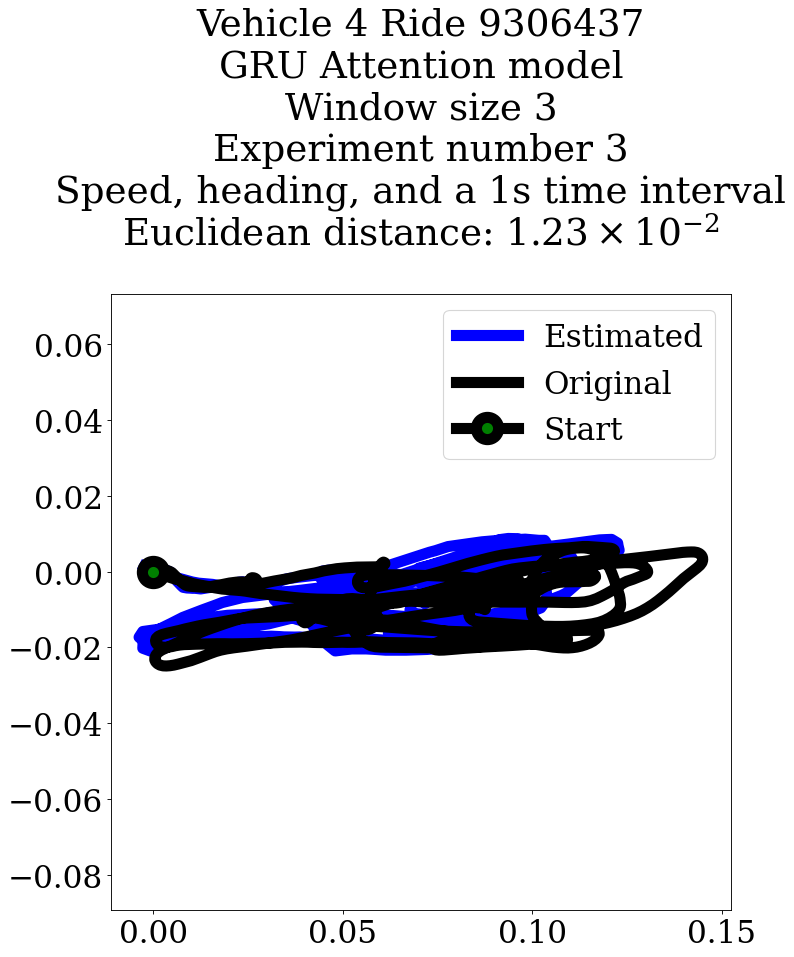 Vehicle 4 Ride 9306437
GRU Attention model
Window size 3
Experiment number 3
Speed, heading, and a 1s time interval
Euclidean distance: 1.23 × 10⁻²
Estimated
Original
Start
0.06
0.04
0.02
0.00
−0.02
−0.04
−0.06
−0.08
0.00 0.05 0.10 0.15